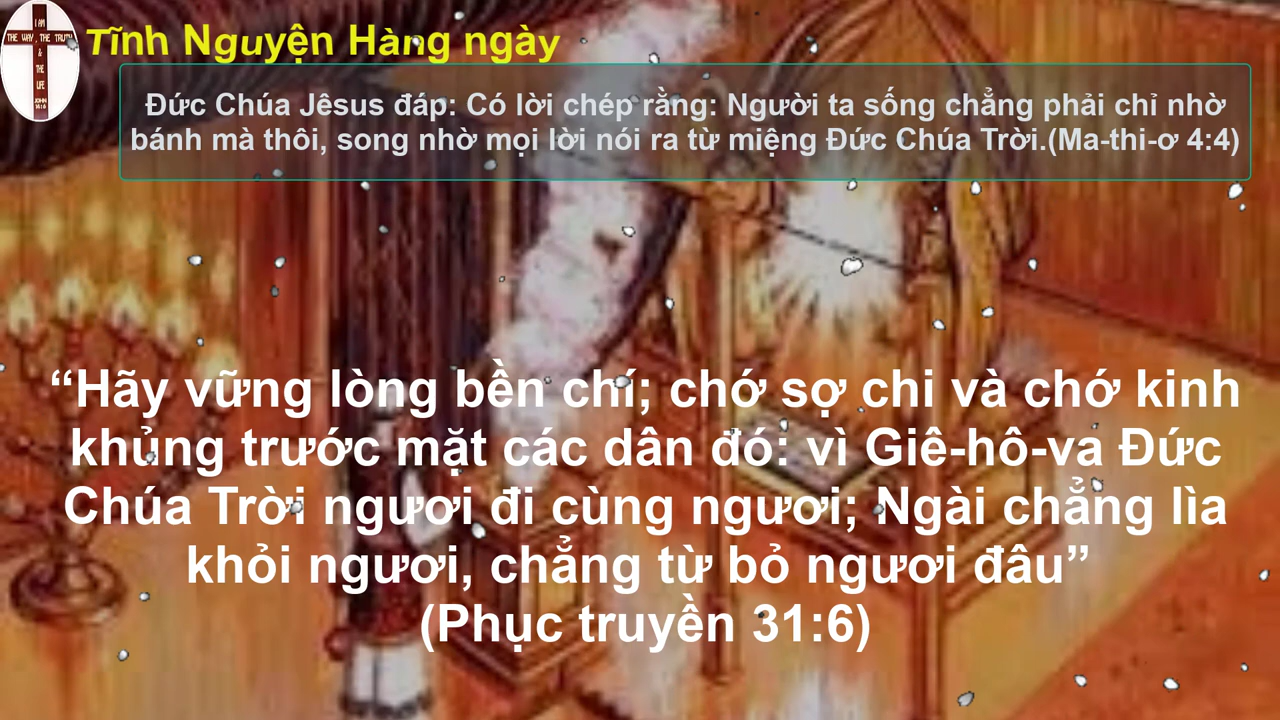 I AM
THE WAY, THE TRUTH
&
THE
LIFE
JOHN
14:6
Tĩnh Nguyện Hàng ngày
Đức Chúa Jêsus đáp: Có lời chép rằng: Người ta sống chẳng phải chỉ nhờ
bánh mà thôi, song nhờ mọi lời nói ra từ miệng Đức Chúa Trời.(Ma-thi-ơ 4:4)
“Hãy vững lòng bền chí; chớ sợ chi và chớ kinh
khủng trước mặt các dân đó: vì Giê-hô-va Đức
Chúa Trời ngươi đi cùng ngươi; Ngài chẳng lìa
khỏi ngươi, chẳng từ bỏ ngươi đâu”
(Phục truyền 31:6)